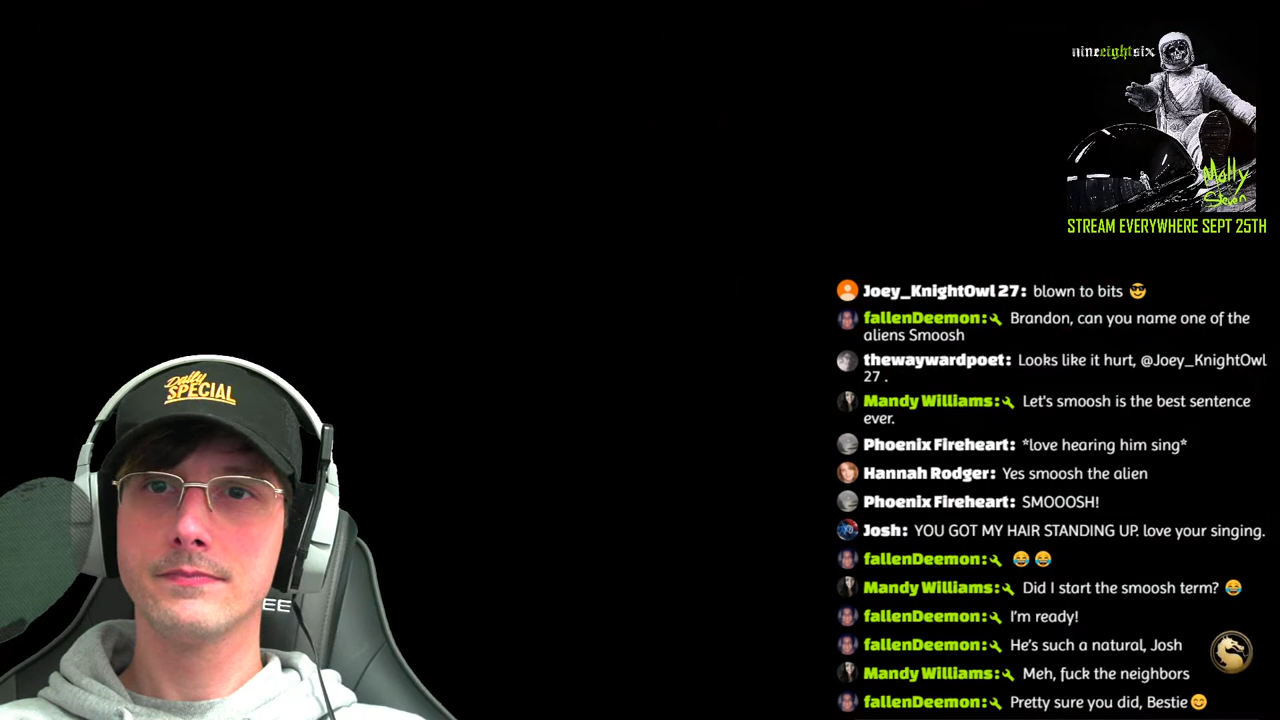 nineeightsix
Molly
Steven
STREAM EVERYWHERE SEPT 25TH
Joey_KnightOwl 27: blown to bits 😎
fallenDeemon: Brandon, can you name one of the
aliens Smoosh
thewaywardpoet: Looks like it hurt, @Joey_KnightOwl
27 .
Mandy Williams: Let's smoosh is the best sentence
ever.
Phoenix Fireheart: *love hearing him sing*
Hannah Rodger: Yes smoosh the alien
Phoenix Fireheart: SMOOOSH!
Josh: YOU GOT MY HAIR STANDING UP. love your singing.
fallenDeemon: 😂 😂
Mandy Williams: Did I start the smoosh term? 😂
fallenDeemon: I'm ready!
fallenDeemon: He's such a natural, Josh
Mandy Williams: Meh, fuck the neighbors
fallenDeemon: Pretty sure you did, Bestie😊
Daily
SPECIAL
EE